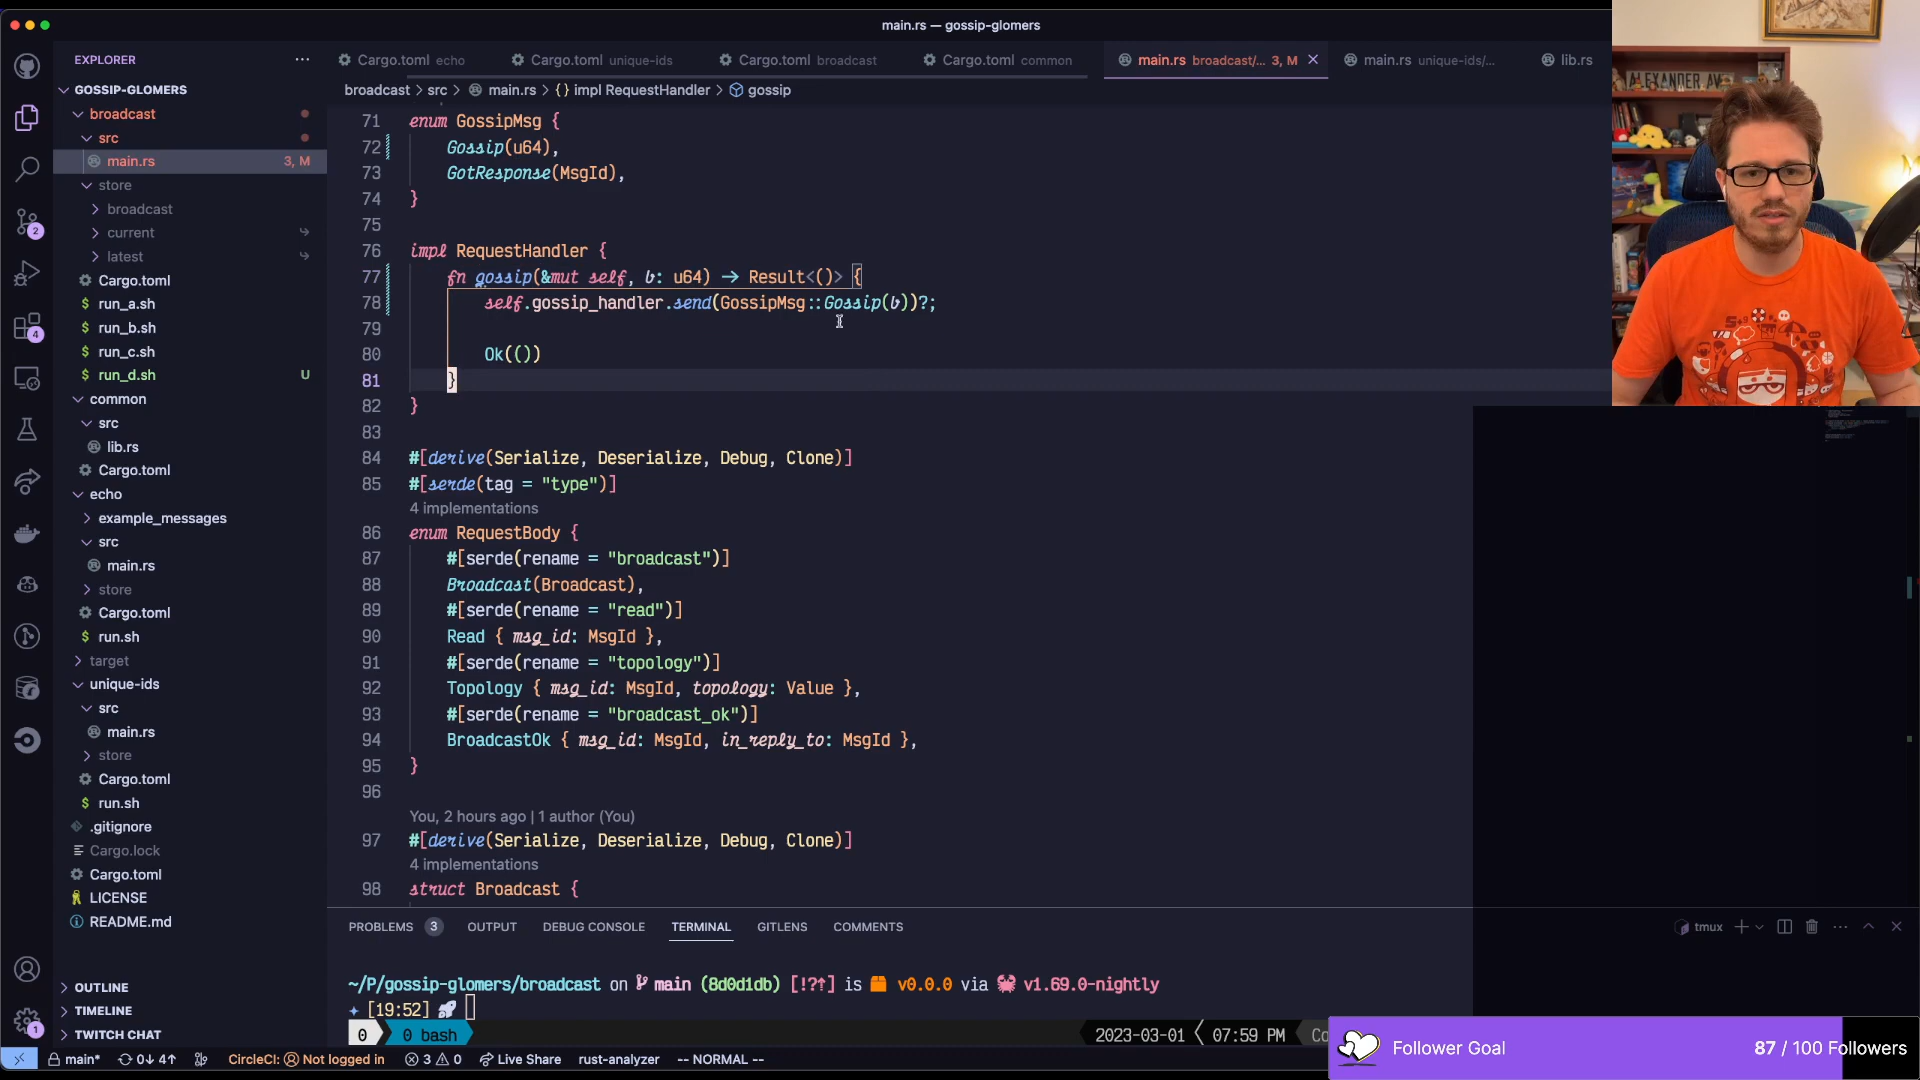 main.rs — gossip-glomers
EXPLORER
Cargo.toml echo
Cargo.toml unique-ids
Cargo.toml broadcast
Cargo.toml common
main.rs broadcast/... 3, M
main.rs unique-ids/...
lib.rs
GOSSIP-GLOMERS
broadcast
src
main.rs 3, M
store
broadcast
current
latest
Cargo.toml
run_a.sh
run_b.sh
run_c.sh
run_d.sh U
common
src
lib.rs
Cargo.toml
echo
example_messages
src
main.rs
store
Cargo.toml
run.sh
target
unique-ids
src
main.rs
store
Cargo.toml
run.sh
.gitignore
Cargo.lock
Cargo.toml
LICENSE
README.md
OUTLINE
TIMELINE
TWITCH CHAT
2
4
1
broadcast > src > main.rs > {} impl RequestHandler > gossip
71 enum GossipMsg {
72 Gossip(u64),
73 GotResponse(MsgId),
74 }
75
76 impl RequestHandler {
77 fn gossip(&mut self, b: u64) → Result<()> {
78 self.gossip_handler.send(GossipMsg::Gossip(b))?;
79
80 Ok(())
81 }
82 }
83
84 #[derive(Serialize, Deserialize, Debug, Clone)]
85 #[serde(tag = "type")]
4 implementations
86 enum RequestBody {
87 #[serde(rename = "broadcast")]
88 Broadcast(Broadcast),
89 #[serde(rename = "read")]
90 Read { msg_id: MsgId },
91 #[serde(rename = "topology")]
92 Topology { msg_id: MsgId, topology: Value },
93 #[serde(rename = "broadcast_ok")]
94 BroadcastOk { msg_id: MsgId, in_reply_to: MsgId },
95 }
96
You, 2 hours ago | 1 author (You)
97 #[derive(Serialize, Deserialize, Debug, Clone)]
4 implementations
98 struct Broadcast {
PROBLEMS 3 OUTPUT DEBUG CONSOLE TERMINAL GITLENS COMMENTS
tmux
~/P/gossip-glomers/broadcast on main (8d0d1db) [!?↑] is v0.0.0 via v1.69.0-nightly
[19:52]
0 0 bash
2023-03-01 07:59 PM Co
main* 0↓ 4↑ CircleCI: Not logged in 3 0 Live Share rust-analyzer -- NORMAL --
Follower Goal 87 / 100 Followers